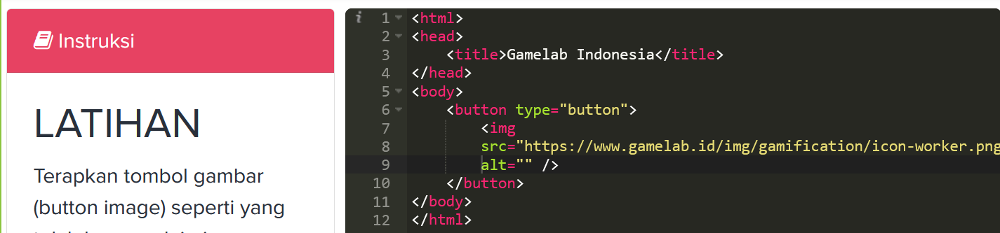 Instruksi
LATIHAN
Terapkan tombol gambar
(button image) seperti yang
i 1 <html>
2 <head>
3 <title>Gamelab Indonesia</title>
4 </head>
5 <body>
6 <button type="button">
7 <img
8 src="https://www.gamelab.id/img/gamification/icon-worker.png
9 alt="" />
10 </button>
11 </body>
12 </html>